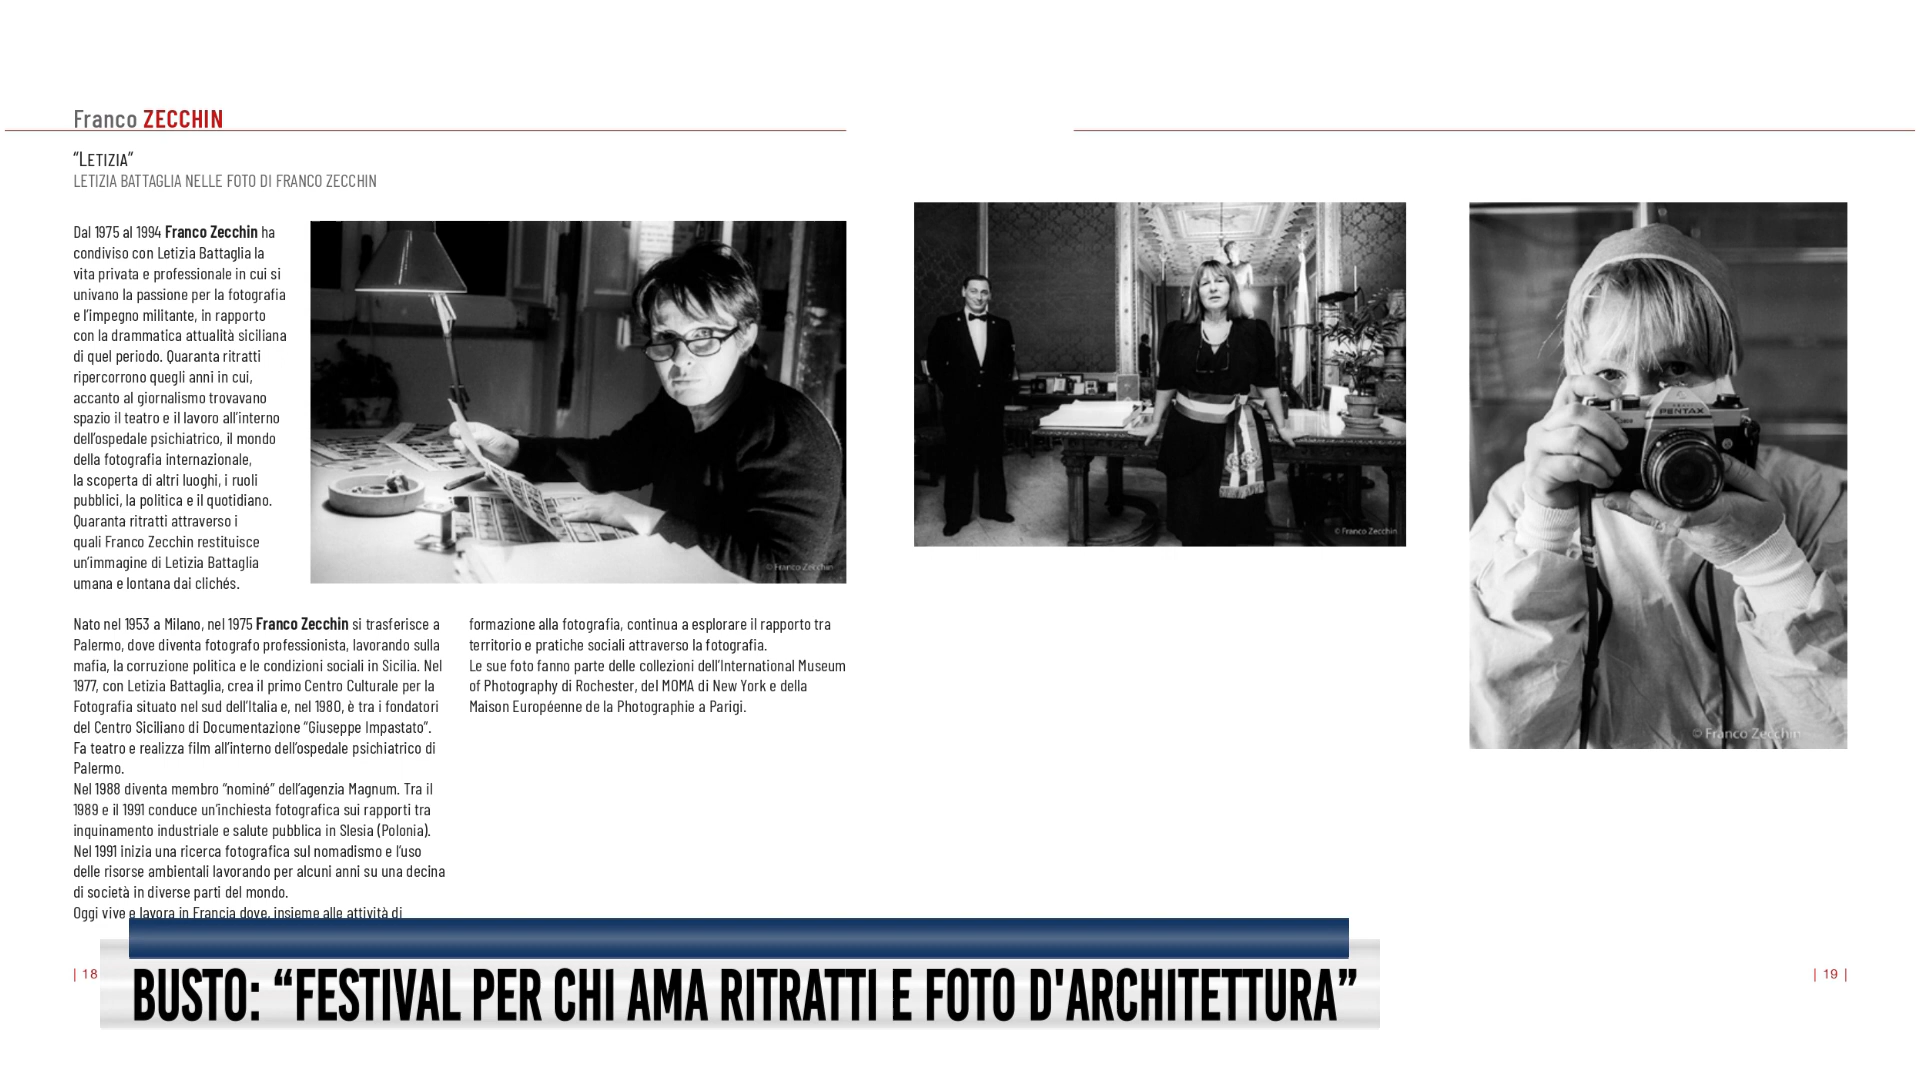 Franco ZECCHIN
“LETIZIA”
LETIZIA BATTAGLIA NELLE FOTO DI FRANCO ZECCHIN
Dal 1975 al 1994 Franco Zecchin ha
condiviso con Letizia Battaglia la
vita privata e professionale in cui si
univano la passione per la fotografia
e l’impegno militante, in rapporto
con la drammatica attualità siciliana
di quel periodo. Quaranta ritratti
ripercorrono quegli anni in cui,
accanto al giornalismo trovavano
spazio il teatro e il lavoro all’interno
dell’ospedale psichiatrico, il mondo
della fotografia internazionale,
la scoperta di altri luoghi, i ruoli
pubblici, la politica e il quotidiano.
Quaranta ritratti attraverso i
quali Franco Zecchin restituisce
un’immagine di Letizia Battaglia
umana e lontana dai clichés.
© Franco Zecchin
Nato nel 1953 a Milano, nel 1975 Franco Zecchin si trasferisce a
Palermo, dove diventa fotografo professionista, lavorando sulla
mafia, la corruzione politica e le condizioni sociali in Sicilia. Nel
1977, con Letizia Battaglia, crea il primo Centro Culturale per la
Fotografia situato nel sud dell’Italia e, nel 1980, è tra i fondatori
del Centro Siciliano di Documentazione “Giuseppe Impastato”.
Fa teatro e realizza film all’interno dell’ospedale psichiatrico di
Palermo.
Nel 1988 diventa membro “nominé” dell’agenzia Magnum. Tra il
1989 e il 1991 conduce un’inchiesta fotografica sui rapporti tra
inquinamento industriale e salute pubblica in Slesia (Polonia).
Nel 1991 inizia una ricerca fotografica sul nomadismo e l’uso
delle risorse ambientali lavorando per alcuni anni su una decina
di società in diverse parti del mondo.
Oggi vive e lavora in Francia dove, insieme alle attività di
formazione alla fotografia, continua a esplorare il rapporto tra
territorio e pratiche sociali attraverso la fotografia.
Le sue foto fanno parte delle collezioni dell’International Museum
of Photography di Rochester, del MOMA di New York e della
Maison Européenne de la Photographie a Parigi.
© Franco Zecchin
PENTAX
© Franco Zecchin
| 18
| 19 |
BUSTO: “FESTIVAL PER CHI AMA RITRATTI E FOTO D'ARCHITETTURA”